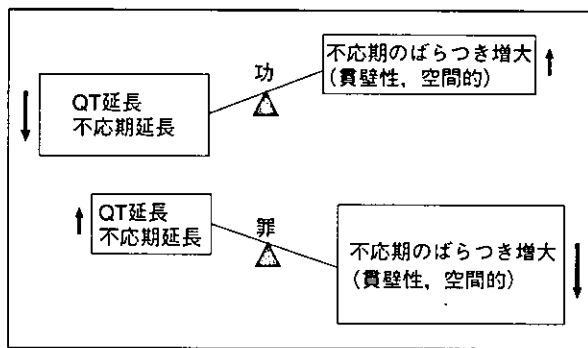 功
不応期のばらつき増大
(貫壁性，空間的)
QT延長
不応期延長
QT延長
不応期延長
罪
不応期のばらつき増大
(貫壁性，空間的)